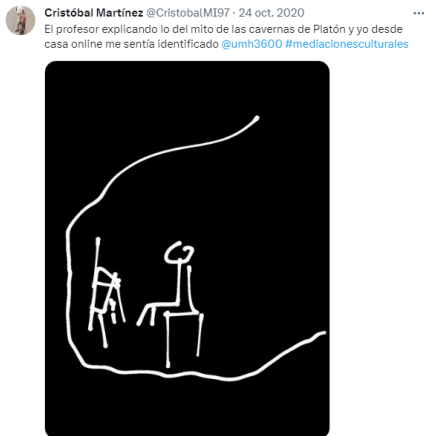 Cristóbal Martínez @CristobalMI97 · 24 oct. 2020
El profesor explicando lo del mito de las cavernas de Platón y yo desde
casa online me sentía identificado @umh3600 #mediacionesculturales